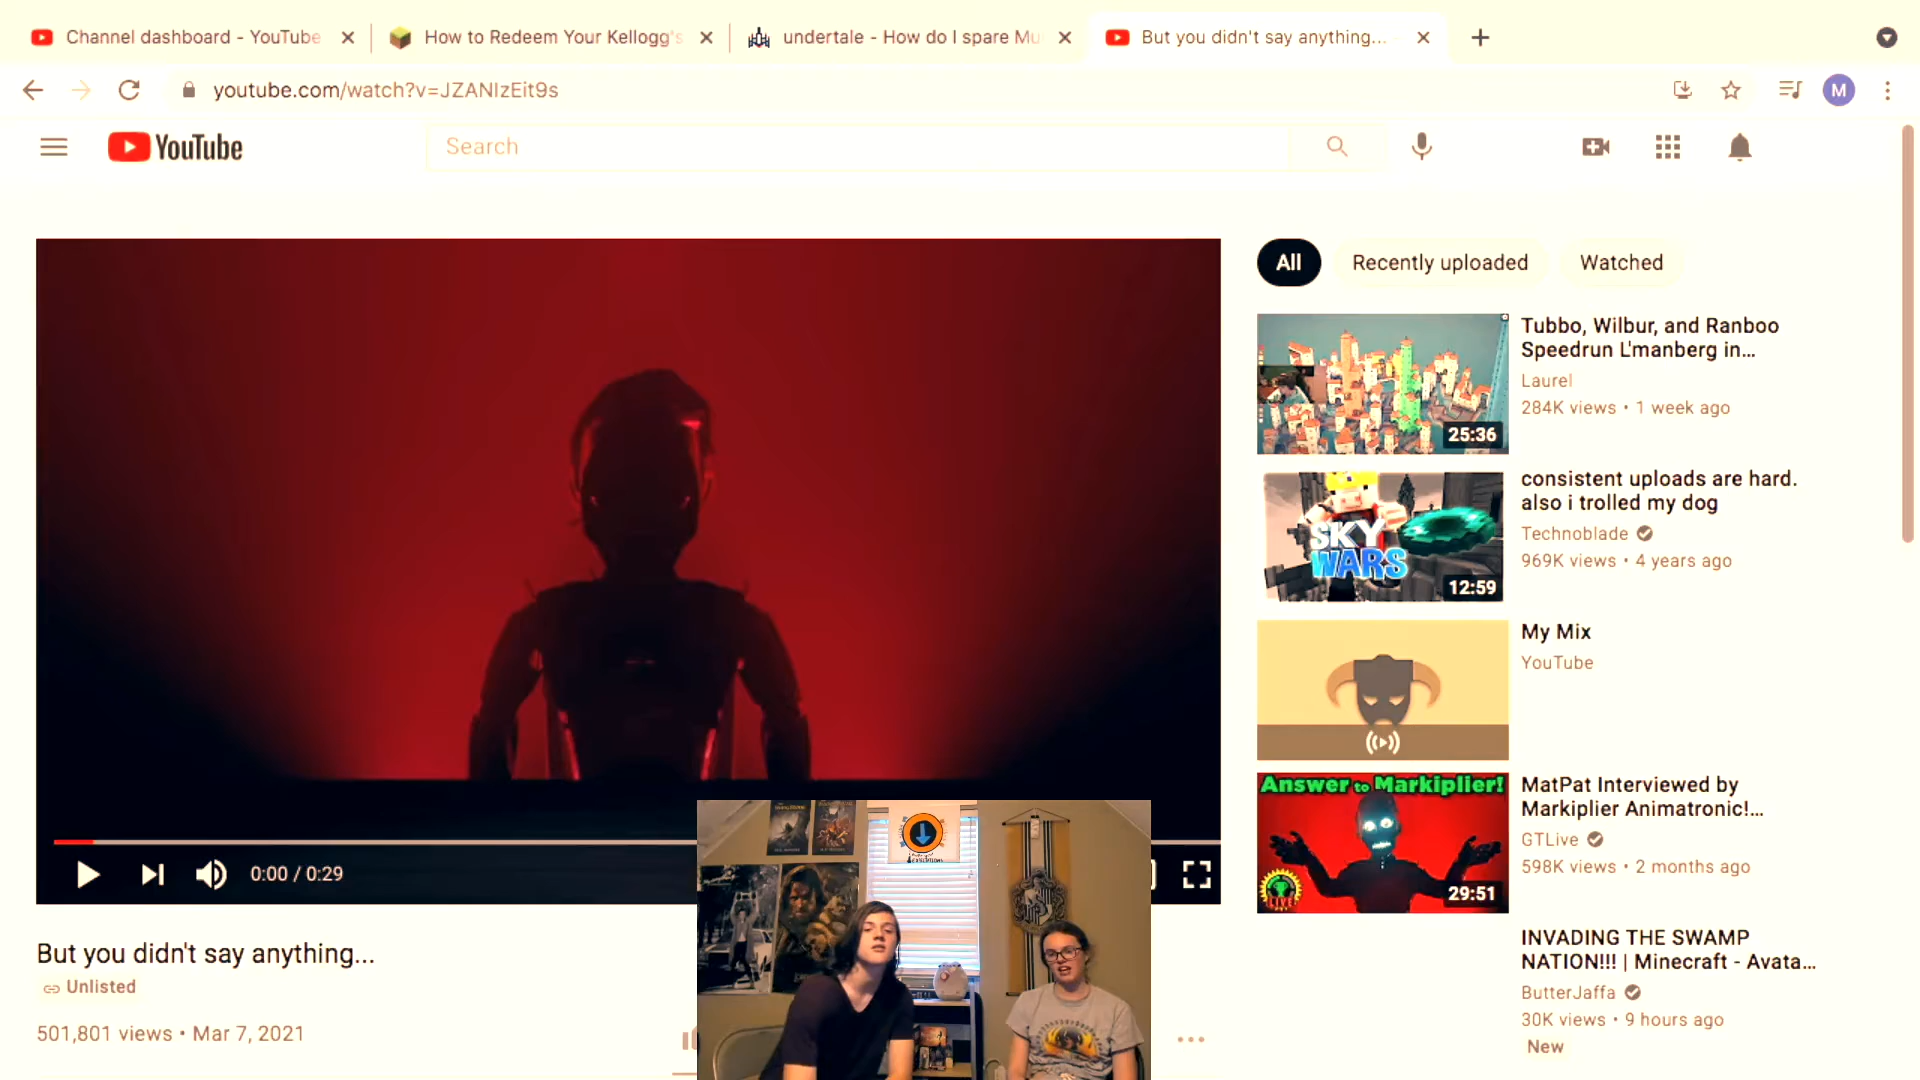 Channel dashboard - YouTube
How to Redeem Your Kellogg's
undertale - How do I spare Mu
But you didn't say anything...
youtube.com/watch?v=JZANIzEit9s
M
YouTube
Search
All
Recently uploaded
Watched
Tubbo, Wilbur, and Ranboo
Speedrun L'manberg in...
Laurel
284K views • 1 week ago
25:36
consistent uploads are hard.
also i trolled my dog
Technoblade
969K views • 4 years ago
SKY
WARS
12:59
My Mix
YouTube
Answer to Markiplier!
LIVE
29:51
MatPat Interviewed by
Markiplier Animatronic!...
GTLive
598K views • 2 months ago
INVADING THE SWAMP
NATION!!! | Minecraft - Avata...
ButterJaffa
30K views • 9 hours ago
New
0:00 / 0:29
But you didn't say anything...
Unlisted
501,801 views • Mar 7, 2021